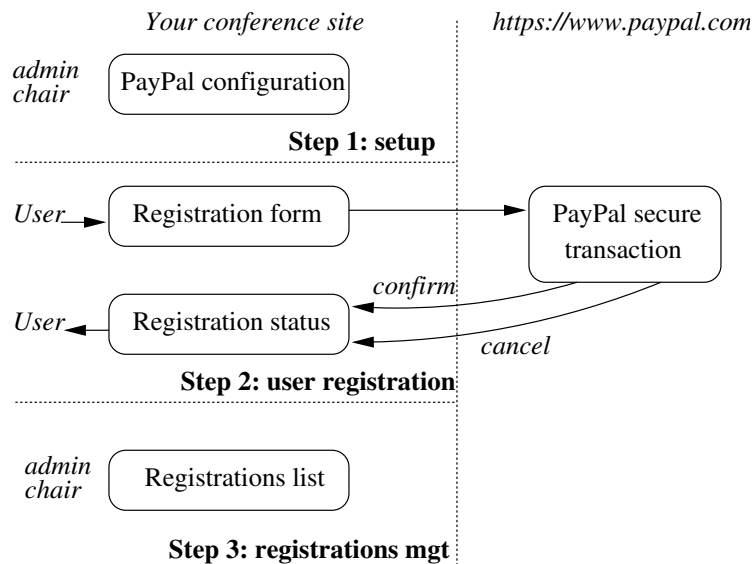 Your conference site
https://www.paypal.com
admin
chair
PayPal configuration
Step 1: setup
User
Registration form
PayPal secure
transaction
confirm
User
Registration status
cancel
Step 2: user registration
admin
chair
Registrations list
Step 3: registrations mgt